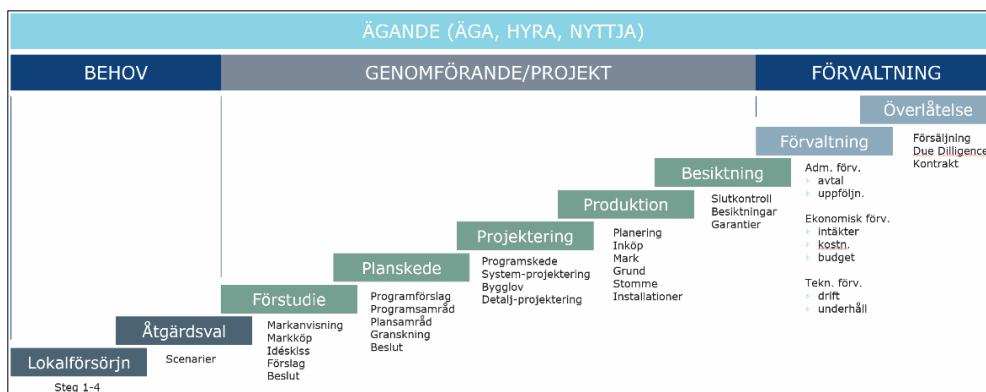 ÄGANDE (ÄGA, HYRA, NYTTJA)
BEHOV
GENOMFÖRANDE/PROJEKT
FÖRVALTNING
Lokalförsörjn
Steg 1-4
Åtgärdsval
Scenarier
Förstudie
Markanvisning
Markköp
Idéskiss
Förslag
Beslut
Planskede
Programförslag
Programsamråd
Plansamråd
Granskning
Beslut
Projektering
Programskede
System-projektering
Bygglov
Detalj-projektering
Produktion
Planering
Inköp
Mark
Grund
Stomme
Installationer
Besiktning
Slutkontroll
Besiktningar
Garantier
Förvaltning
Adm. förv.
› avtal
› uppföljn.
Ekonomisk förv.
› intäkter
› kostn.
› budget
Tekn. förv.
› drift
› underhåll
Överlåtelse
Försäljning
Due Dilligence
Kontrakt